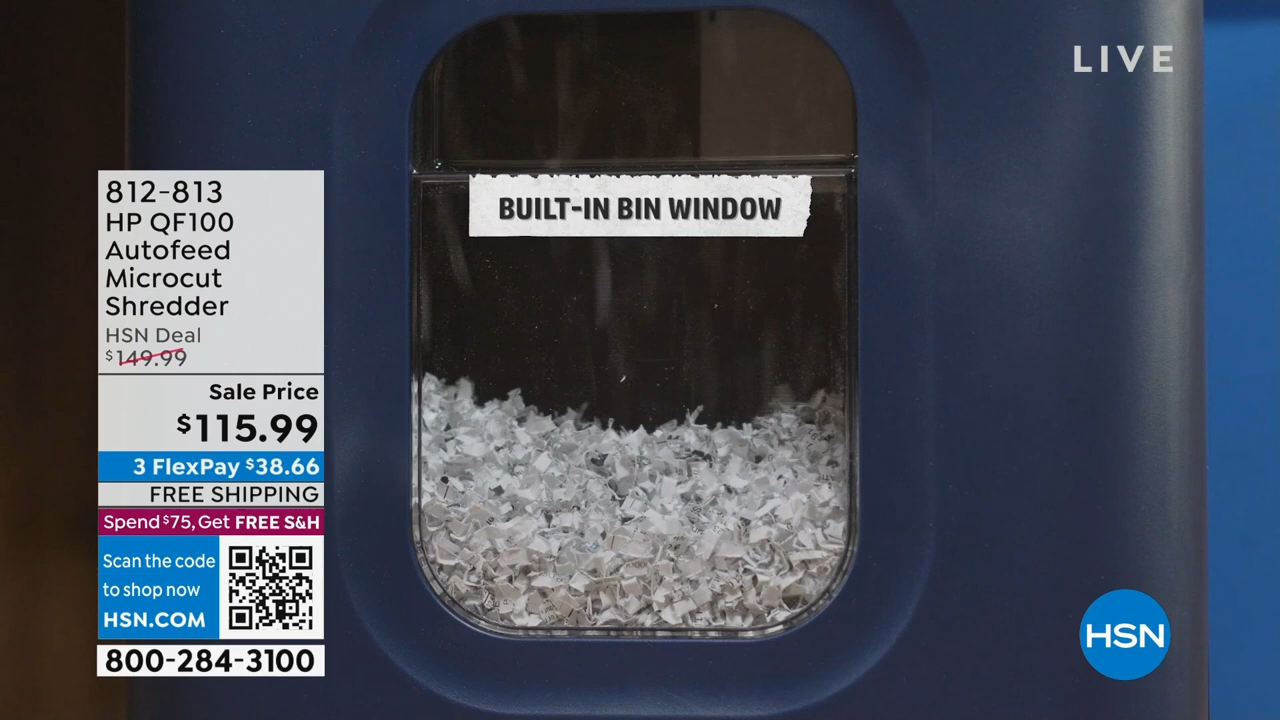 LIVE
812-813
HP QF100
Autofeed
Microcut
Shredder
HSN Deal
$149.99
Sale Price
$115.99
3 FlexPay $38.66
FREE SHIPPING
Spend $75, Get FREE S&H
Scan the code
to shop now
HSN.COM
800-284-3100
BUILT-IN BIN WINDOW
HSN